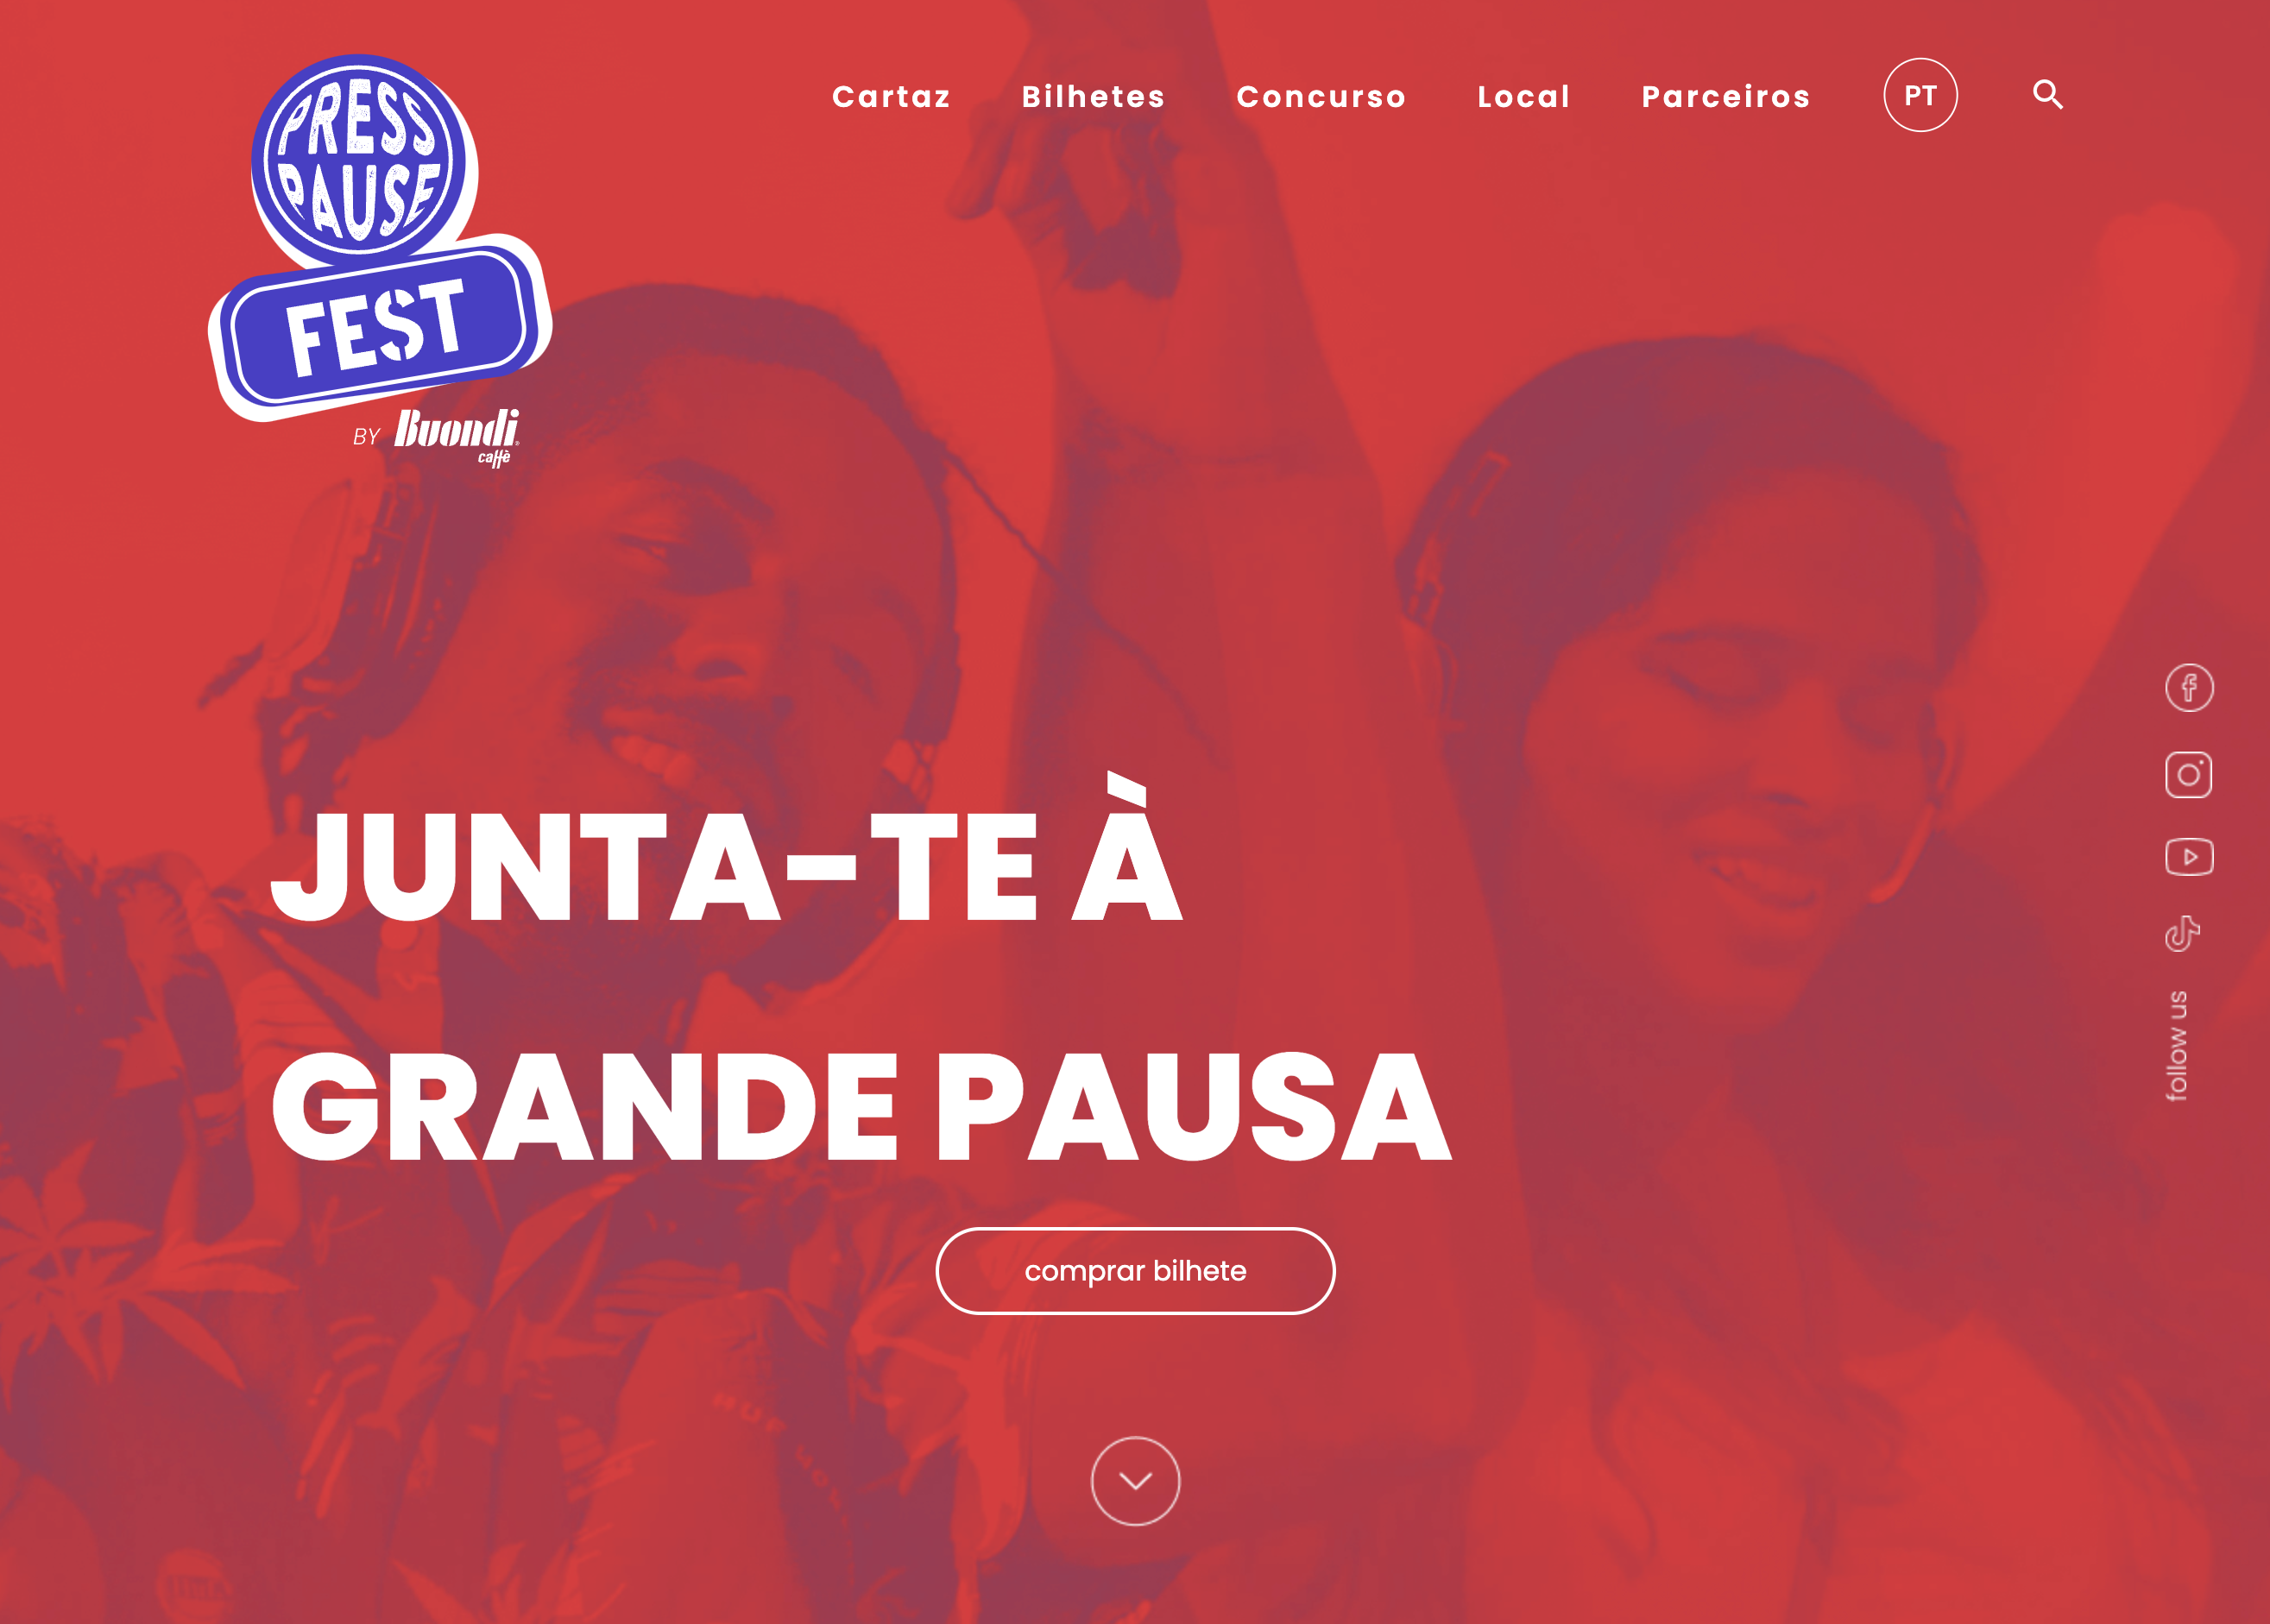 PRESS
PAUSE
FEST
BY Buondi
caffè
Cartaz Bilhetes Concurso Local Parceiros PT
JUNTA-TE À
GRANDE PAUSA
comprar bilhete
follow us